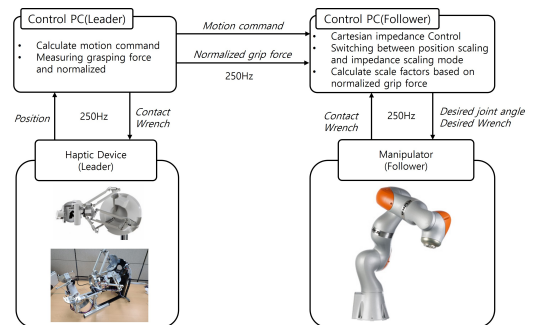 Control PC(Leader)
• Calculate motion command
• Measuring grasping force
and normalized
Motion command
Normalized grip force
250Hz
Control PC(Follower)
• Cartesian impedance Control
• Switching between position scaling
and impedance scaling mode
• Calculate scale factors based on
normalized grip force
Position
250Hz
Contact
Wrench
Contact
Wrench
250Hz
Desired joint angle
Desired Wrench
Haptic Device
(Leader)
Manipulator
(Follower)